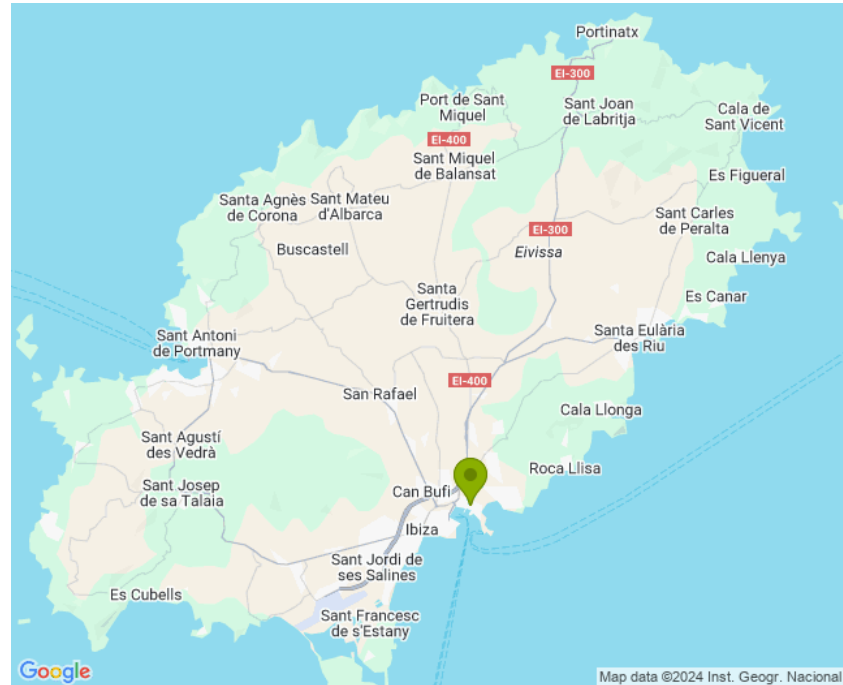 Portinatx
EI-300
Port de Sant
Miquel
Sant Joan
de Labritja
Cala de
Sant Vicent
EI-400
Sant Miquel
de Balansat
Es Figueral
Santa Agnès
de Corona
Sant Mateu
d'Albarca
Sant Carles
de Peralta
EI-300
Buscastell
Eivissa
Cala Llenya
Santa
Gertrudis
de Fruitera
Es Canar
Sant Antoni
de Portmany
Santa Eulària
des Riu
EI-400
San Rafael
Cala Llonga
Sant Agustí
des Vedrà
Roca Llisa
Sant Josep
de sa Talaia
Can Bufí
Ibiza
Sant Jordi de
ses Salines
Es Cubells
Sant Francesc
de s'Estany
Google
Map data ©2024 Inst. Geogr. Nacional